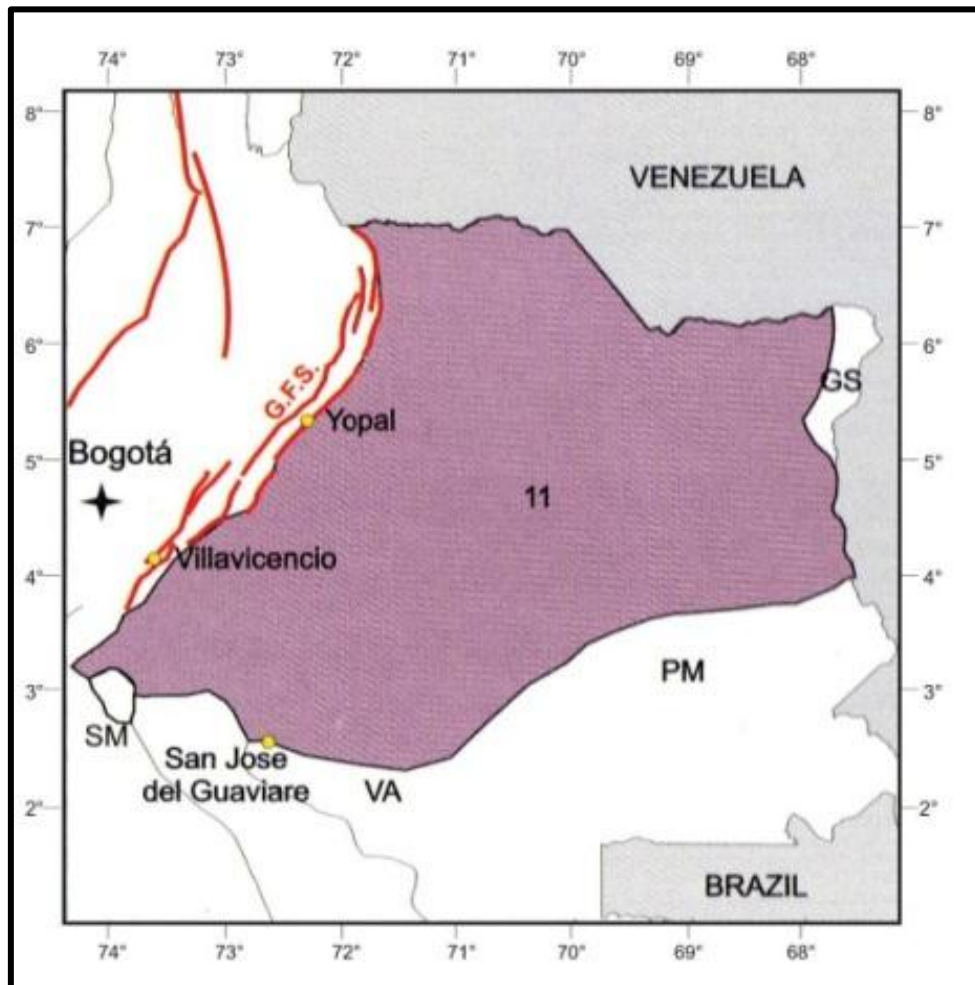 74° 73° 72° 71° 70° 69° 68°
8° 8°
VENEZUELA
7° 7°
6° 6°
GS
G.F.S.
Yopal
Bogotá
5° 5°
11
Villavicencio
4° 4°
PM
3° 3°
SM
San Jose
del Guaviare
VA
2° 2°
BRAZIL
74° 73° 72° 71° 70° 69° 68°